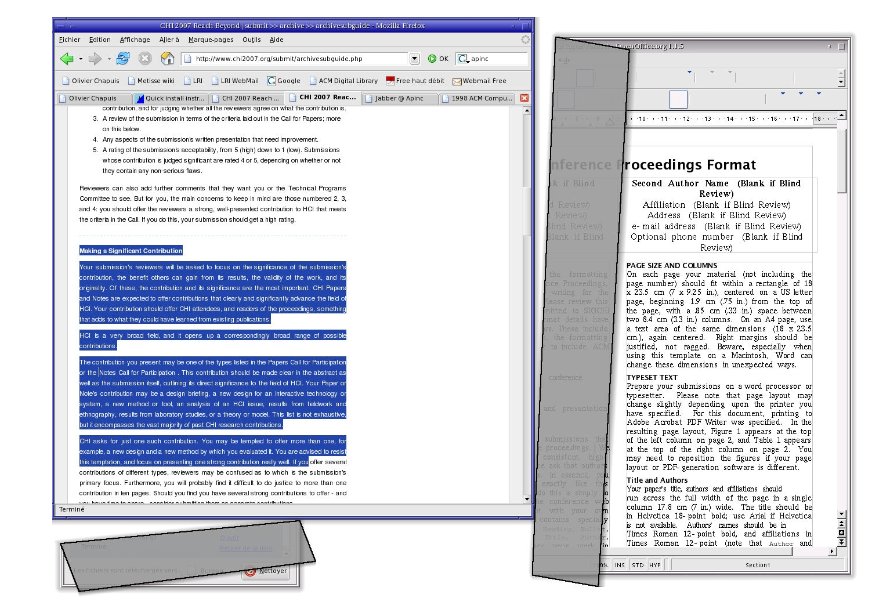 CHI 2007 Reach Beyond | submit >> archive >> archivesubguide - Mozilla Firefox
Fichier Edition Affichage Aller à Marque-pages Outils Aide
http://www.chi2007.org/submit/archivesubguide.php OK apinc
Olivier Chapuis Metisse wiki LRI LRI WebMail Google ACM Digital Library Free haut débit Webmail Free
Olivier Chapuis Quick install instr... CHI 2007 Reach ... CHI 2007 Reac... Jabber @ Apinc 1998 ACM Compu...
contribution, and for judging whether all the reviewers agree on what the contribution is.
3. A review of the submission in terms of the criteria laid out in the Call for Papers; more
on this below.
4. Any aspects of the submission's written presentation that need improvement.
5. A rating of the submission's acceptability, from 5 (high) down to 1 (low). Submissions
whose contribution is judged significant are rated 4 or 5, depending on whether or not
they contain any non-serious flaws.
Reviewers can also add further comments that they want you or the Technical Programs
Committee to see. But for you, the main concerns to keep in mind are those numbered 2, 3,
and 4: you should offer the reviewers a strong, well-presented contribution to HCI that meets
the criteria in the Call. If you do this, your submission should get a high rating.
Making a Significant Contribution
Your submission's reviewers will be asked to focus on the significance of the submission's
contribution, the benefit others can gain from its results, the validity of the work, and its
originality. Of these, the contribution and its significance are the most important. CHI Papers
and Notes are expected to offer contributions that clearly and significantly advance the field of
HCI. Your contribution should offer CHI attendees, and readers of the proceedings, something
that adds to what they could have learned from existing publications.
HCI is a very broad field, and it opens up a correspondingly broad range of possible
contributions.
The contribution you present may be one of the types listed in the Papers Call for Participation
or the Notes Call for Participation . This contribution should be made clear in the abstract as
well as the submission itself, outlining its direct significance to the field of HCI. Your Paper or
Note's contribution may be a design briefing, a new design for an interactive technology or
system, a new method or tool, an analysis of an HCI issue, results from fieldwork and
ethnography, results from laboratory studies, or a theory or model. This list is not exhaustive,
but it encompasses the vast majority of past CHI research contributions.
CHI asks for just one such contribution. You may be tempted to offer more than one, for
example, a new design and a new method by which you evaluated it. You are advised to resist
this temptation, and focus on presenting one strong contribution really well. If you offer several
contributions of different types, reviewers may be confused as to which is the submission's
primary focus. Furthermore, you will probably find it difficult to do justice to more than one
contribution in ten pages. Should you find you have several strong contributions to offer - and
Terminé
Nettoyer
1.1.5
10 11 12 13 14 15 16 17 18
nference Proceedings Format
k if Blind Second Author Name (Blank if Blind
Review)
Affiliation (Blank if Blind Review)
Address (Blank if Blind Review)
e-mail address (Blank if Blind Review)
Optional phone number (Blank if Blind
Review)
PAGE SIZE AND COLUMNS
On each page your material (not including the
page number) should fit within a rectangle of 18
x 23.5 cm (7 x 9.25 in.), centered on a US letter
page, beginning 1.9 cm (.75 in.) from the top of
the page, with a .85 cm (.33 in.) space between
two 8.4 cm (3.3 in.) columns. On an A4 page, use
a text area of the same dimensions (18 x 23.5
cm.), again centered. Right margins should be
justified, not ragged. Beware, especially when
using this template on a Macintosh, Word can
change these dimensions in unexpected ways.
TYPESET TEXT
Prepare your submissions on a word processor or
typesetter. Please note that page layout may
change slightly depending upon the printer you
have specified. For this document, printing to
Adobe Acrobat PDF Writer was specified. In the
resulting page layout, Figure 1 appears at the top
of the left column on page 2, and Table 1 appears
at the top of the right column on page 2. You
may need to reposition the figures if your page
layout or PDF-generation software is different.
Title and Authors
Your paper's title, authors and affiliations should
run across the full width of the page in a single
column 17.8 cm (7 in.) wide. The title should be
in Helvetica 18-point bold; use Arial if Helvetica
is not available. Authors' names should be in
Times Roman 12-point bold, and affiliations in
Times Roman 12-point (note that Author and
INS STD HYP Section1